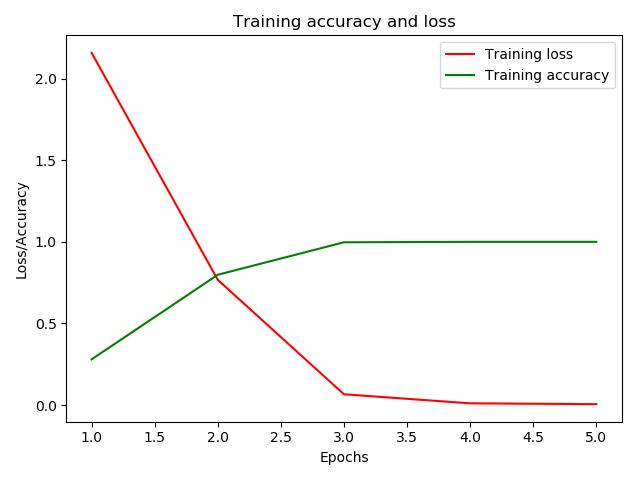 Training accuracy and loss
Training loss
Training accuracy
2.0
1.5
1.0
0.5
0.0
Loss/Accuracy
1.0 1.5 2.0 2.5 3.0 3.5 4.0 4.5 5.0
Epochs